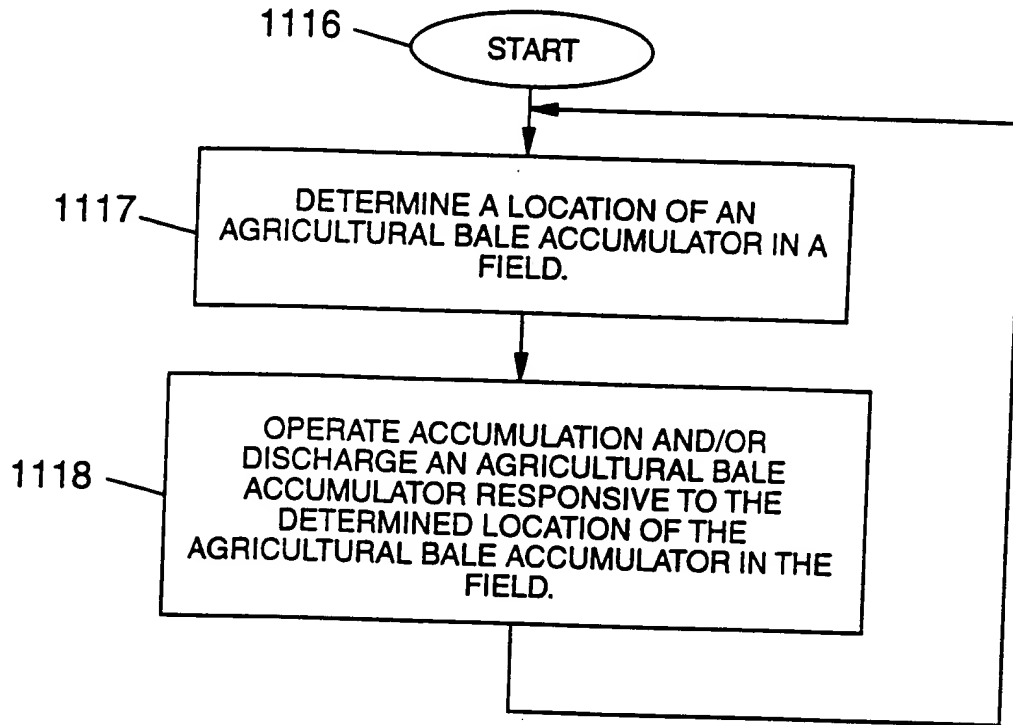 1116
START
1117
DETERMINE A LOCATION OF AN
AGRICULTURAL BALE ACCUMULATOR IN A
FIELD.
1118
OPERATE ACCUMULATION AND/OR
DISCHARGE AN AGRICULTURAL BALE
ACCUMULATOR RESPONSIVE TO THE
DETERMINED LOCATION OF THE
AGRICULTURAL BALE ACCUMULATOR IN THE
FIELD.